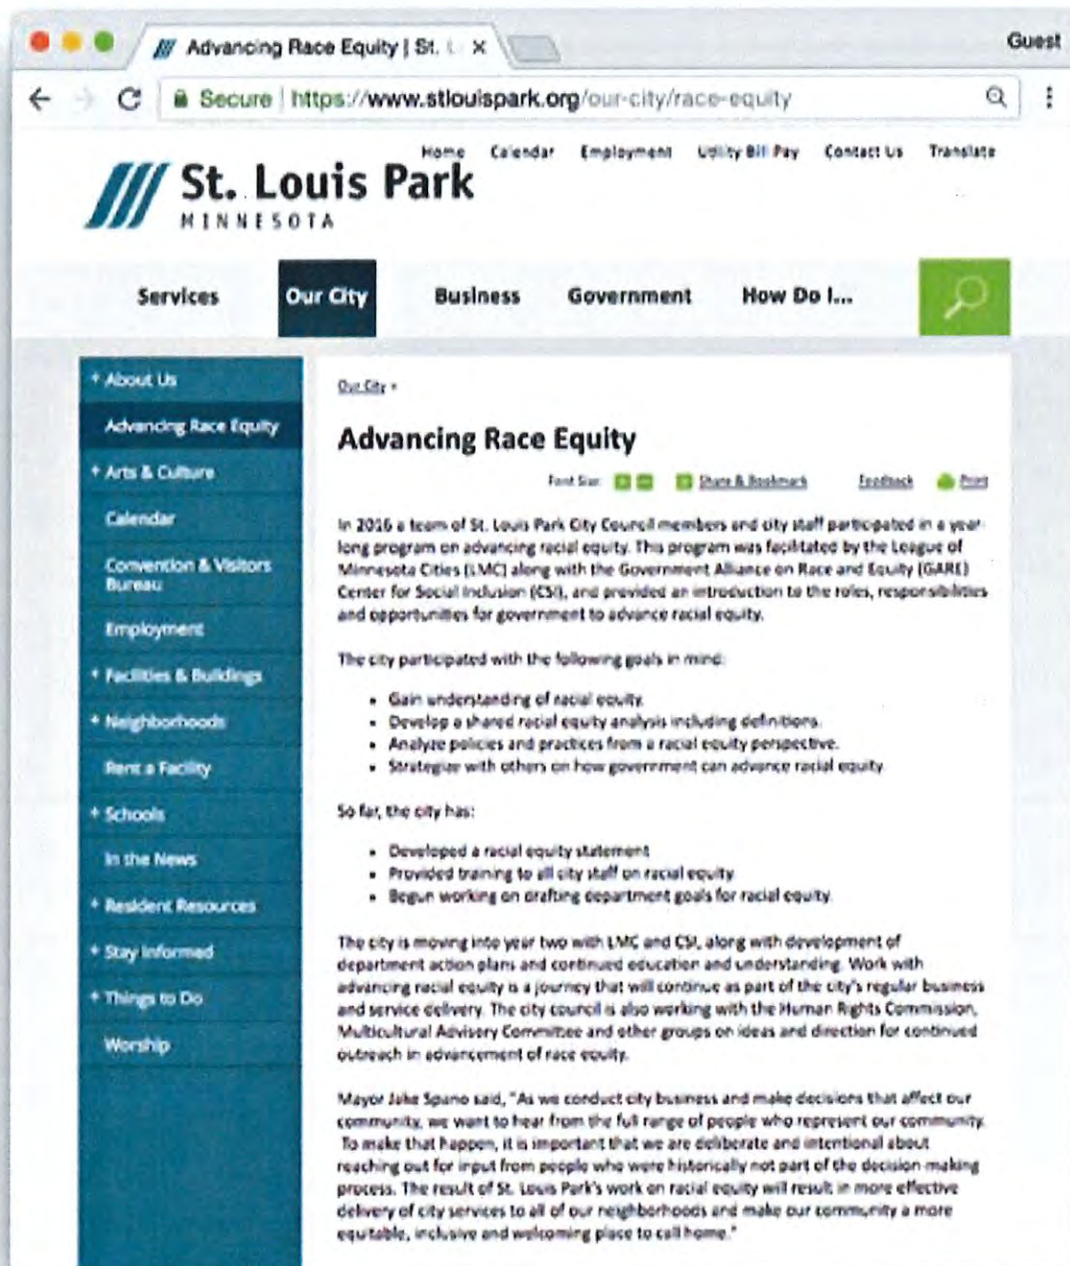 Advancing Race Equity | St. L
Guest
Secure | https://www.stlouispark.org/our-city/race-equity
Home Calendar Employment Utility Bill Pay Contact Us Translate
St. Louis Park
MINNESOTA
Services Our City Business Government How Do I...
+ About Us
Advancing Race Equity
+ Arts & Culture
Calendar
Convention & Visitors
Bureau
Employment
+ Facilities & Buildings
+ Neighborhoods
Rent a Facility
+ Schools
In the News
+ Resident Resources
+ Stay Informed
+ Things to Do
Worship
Our City »
Advancing Race Equity
Font Size: + - + Share & Bookmark Feedback Print
In 2016 a team of St. Louis Park City Council members and city staff participated in a year-
long program on advancing racial equity. This program was facilitated by the League of
Minnesota Cities (LMC) along with the Government Alliance on Race and Equity (GARE)
Center for Social Inclusion (CSI), and provided an introduction to the roles, responsibilities
and opportunities for government to advance racial equity.
The city participated with the following goals in mind:
• Gain understanding of racial equity.
• Develop a shared racial equity analysis including definitions.
• Analyze policies and practices from a racial equity perspective.
• Strategize with others on how government can advance racial equity.
So far, the city has:
• Developed a racial equity statement
• Provided training to all city staff on racial equity
• Begun working on drafting department goals for racial equity.
The city is moving into year two with LMC and CSI, along with development of
department action plans and continued education and understanding. Work with
advancing racial equity is a journey that will continue as part of the city's regular business
and service delivery. The city council is also working with the Human Rights Commission,
Multicultural Advisory Committee and other groups on ideas and direction for continued
outreach in advancement of race equity.
Mayor Jake Spano said, "As we conduct city business and make decisions that affect our
community, we want to hear from the full range of people who represent our community.
To make that happen, it is important that we are deliberate and intentional about
reaching out for input from people who were historically not part of the decision-making
process. The result of St. Louis Park's work on racial equity will result in more effective
delivery of city services to all of our neighborhoods and make our community a more
equitable, inclusive and welcoming place to call home."